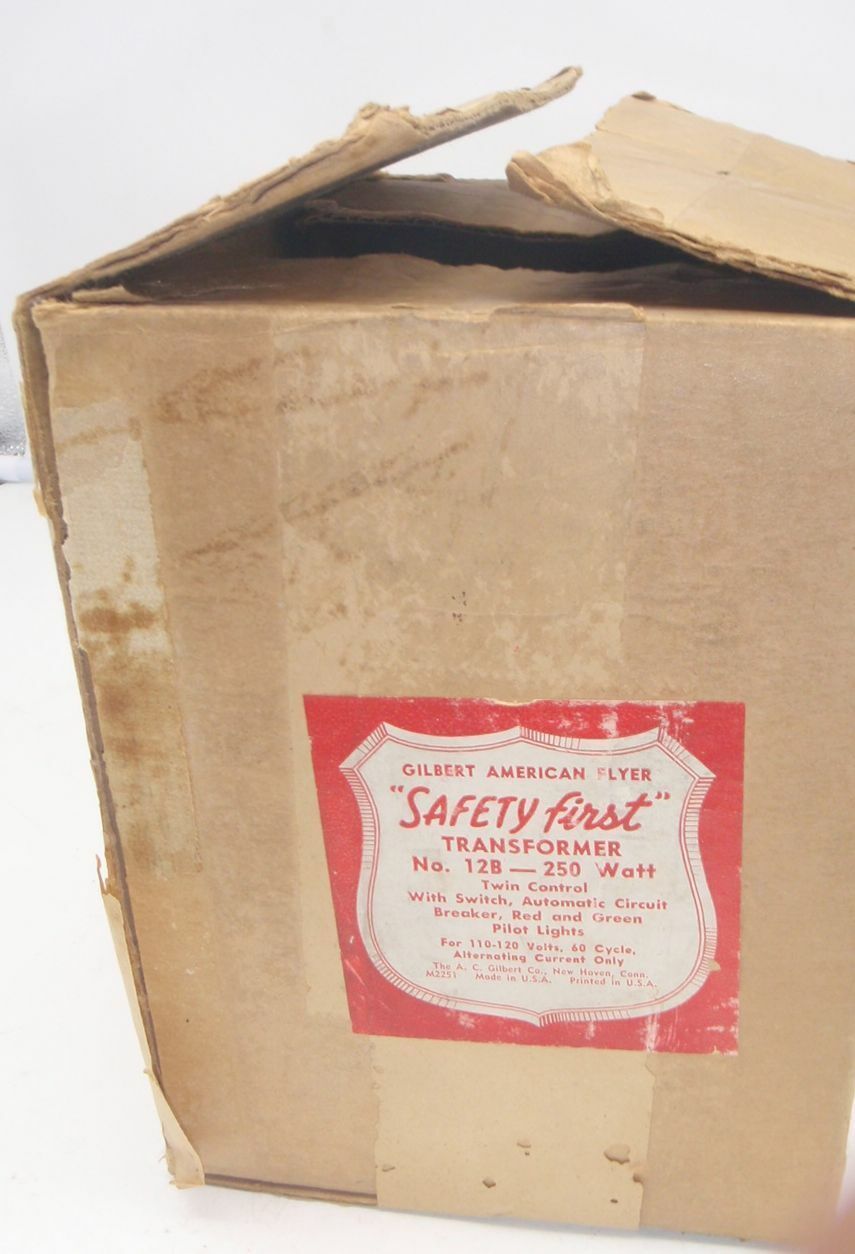 GILBERT AMERICAN FLYER
"SAFETY first"
TRANSFORMER
No. 12B — 250 Watt
Twin Control
With Switch, Automatic Circuit
Breaker, Red and Green
Pilot Lights
For 110-120 Volts, 60 Cycle,
Alternating Current Only
The A. C. Gilbert Co., New Haven, Conn.
M2251 Made in U.S.A. Printed in U.S.A.